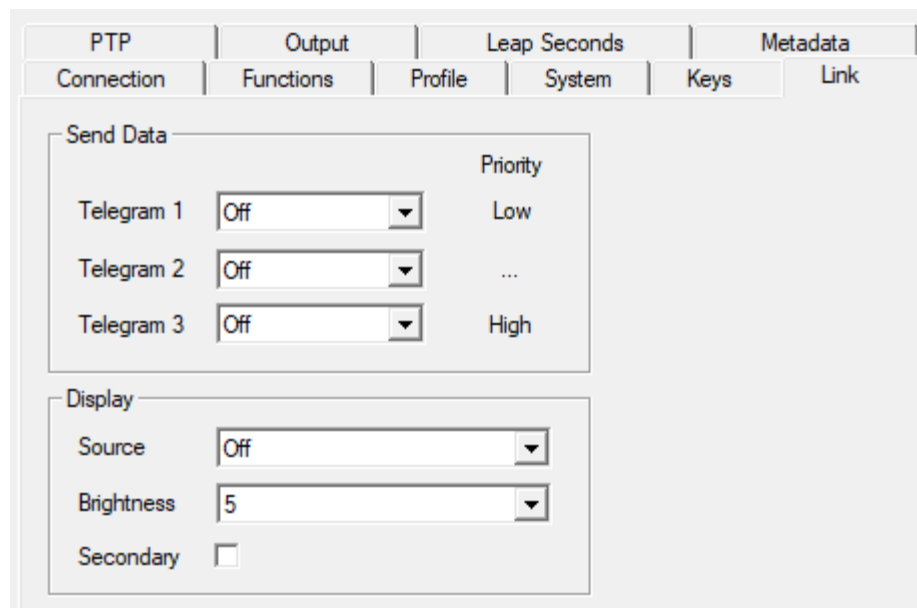 PTP Output Leap Seconds Metadata
Connection Functions Profile System Keys Link
Send Data
Priority
Telegram 1 Off Low
Telegram 2 Off ...
Telegram 3 Off High
Display
Source Off
Brightness 5
Secondary